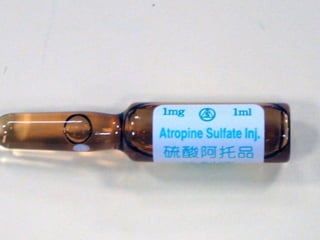 1mg 1ml
Atropine Sulfate Inj.
硫酸阿托品